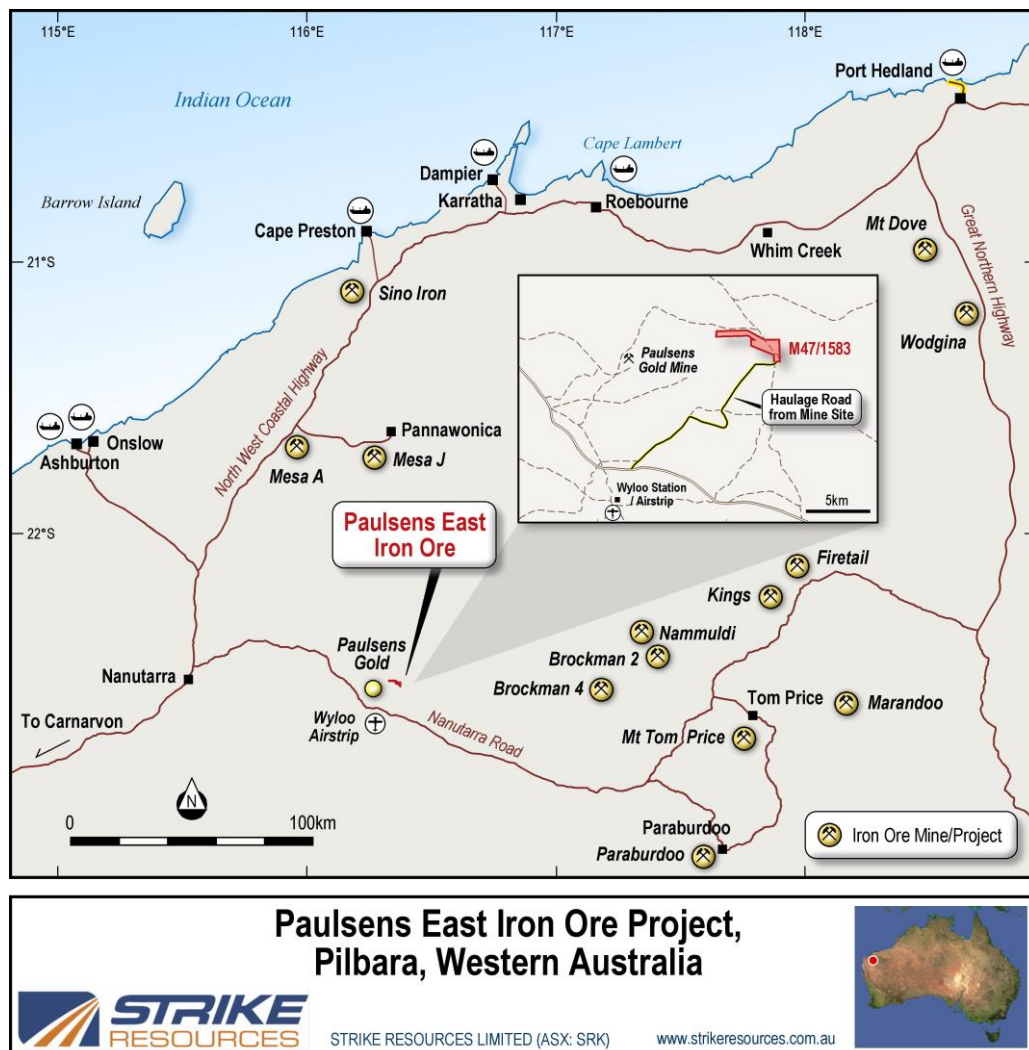 115°E
116°E
117°E
118°E
Port Hedland
Indian Ocean
Cape Lambert
Dampier
Karratha
Roebourne
Barrow Island
Cape Preston
Whim Creek
Mt Dove
Great Northern Highway
21°S
Sino Iron
Wodgina
M47/1583
Paulsens
Gold Mine
Haulage Road
from Mine Site
Wyloo Station
/ Airstrip
5km
North West Coastal Highway
Onslow
Ashburton
Pannawonica
Mesa A
Mesa J
22°S
Paulsens East
Iron Ore
Firetail
Kings
Nammuldi
Brockman 2
Brockman 4
Paulsens
Gold
Nanutarra
Wyloo
Airstrip
Nanutarra Road
Tom Price
Marandoo
Mt Tom Price
To Carnarvon
N
0
100km
Paraburdoo
Paraburdoo
Iron Ore Mine/Project
Paulsens East Iron Ore Project,
Pilbara, Western Australia
STRIKE
RESOURCES
STRIKE RESOURCES LIMITED (ASX: SRK)
www.strikeresources.com.au